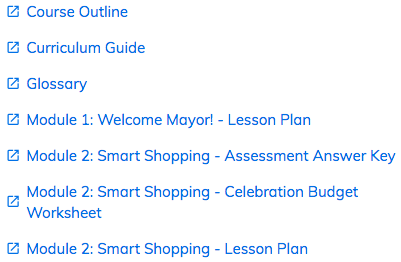 Course Outline
Curriculum Guide
Glossary
Module 1: Welcome Mayor! - Lesson Plan
Module 2: Smart Shopping - Assessment Answer Key
Module 2: Smart Shopping - Celebration Budget
Worksheet
Module 2: Smart Shopping - Lesson Plan